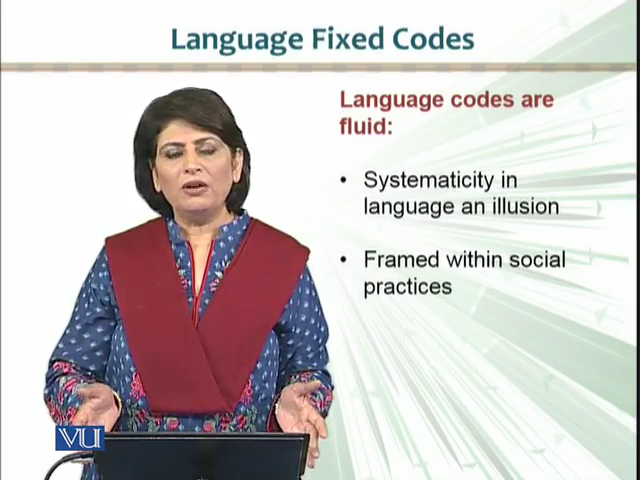 Language Fixed Codes
Language codes are
fluid:
• Systematicity in
language an illusion
• Framed within social
practices
VU